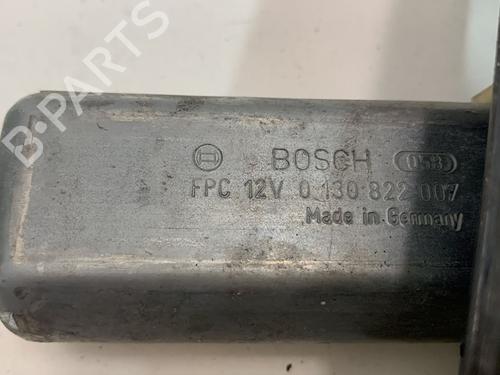 B-PARTS
BOSCH 058
FPC 12V 0 130 822 007
Made in Germany